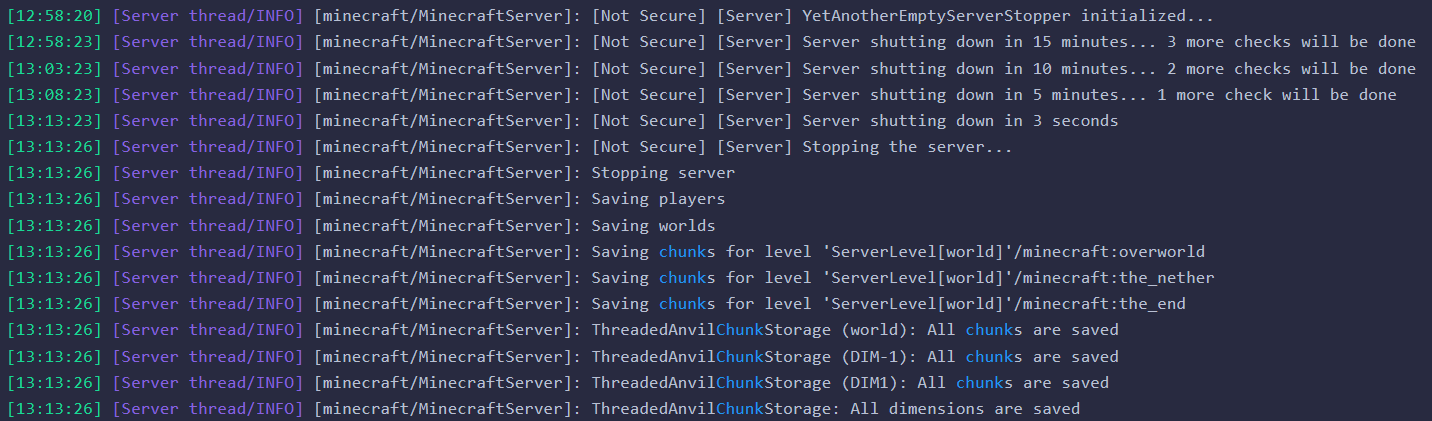 [12:58:20] [Server thread/INFO] [minecraft/MinecraftServer]: [Not Secure] [Server] YetAnotherEmptyServerStopper initialized...
[12:58:23] [Server thread/INFO] [minecraft/MinecraftServer]: [Not Secure] [Server] Server shutting down in 15 minutes... 3 more checks will be done
[13:03:23] [Server thread/INFO] [minecraft/MinecraftServer]: [Not Secure] [Server] Server shutting down in 10 minutes... 2 more checks will be done
[13:08:23] [Server thread/INFO] [minecraft/MinecraftServer]: [Not Secure] [Server] Server shutting down in 5 minutes... 1 more check will be done
[13:13:23] [Server thread/INFO] [minecraft/MinecraftServer]: [Not Secure] [Server] Server shutting down in 3 seconds
[13:13:26] [Server thread/INFO] [minecraft/MinecraftServer]: [Not Secure] [Server] Stopping the server...
[13:13:26] [Server thread/INFO] [minecraft/MinecraftServer]: Stopping server
[13:13:26] [Server thread/INFO] [minecraft/MinecraftServer]: Saving players
[13:13:26] [Server thread/INFO] [minecraft/MinecraftServer]: Saving worlds
[13:13:26] [Server thread/INFO] [minecraft/MinecraftServer]: Saving chunks for level 'ServerLevel[world]'/minecraft:overworld
[13:13:26] [Server thread/INFO] [minecraft/MinecraftServer]: Saving chunks for level 'ServerLevel[world]'/minecraft:the_nether
[13:13:26] [Server thread/INFO] [minecraft/MinecraftServer]: Saving chunks for level 'ServerLevel[world]'/minecraft:the_end
[13:13:26] [Server thread/INFO] [minecraft/MinecraftServer]: ThreadedAnvilChunkStorage (world): All chunks are saved
[13:13:26] [Server thread/INFO] [minecraft/MinecraftServer]: ThreadedAnvilChunkStorage (DIM-1): All chunks are saved
[13:13:26] [Server thread/INFO] [minecraft/MinecraftServer]: ThreadedAnvilChunkStorage (DIM1): All chunks are saved
[13:13:26] [Server thread/INFO] [minecraft/MinecraftServer]: ThreadedAnvilChunkStorage: All dimensions are saved